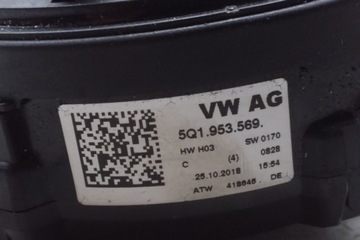 VW AG
5Q1.953.569.
HW H03 SW 0170
C (4) 0828
25.10.2018 15:54
ATW 418645 DE